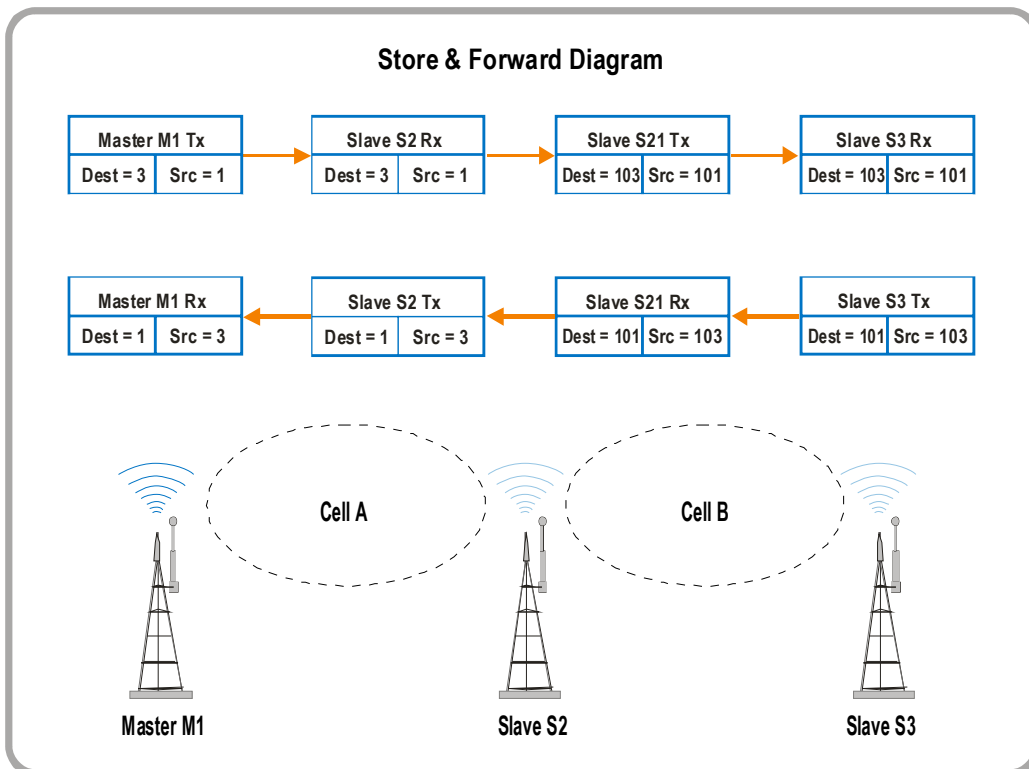 Store & Forward Diagram
Master M1 Tx
Dest = 3 Src = 1
Slave S2 Rx
Dest = 3 Src = 1
Slave S21 Tx
Dest = 103 Src = 101
Slave S3 Rx
Dest = 103 Src = 101
Master M1 Rx
Dest = 1 Src = 3
Slave S2 Tx
Dest = 1 Src = 3
Slave S21 Rx
Dest = 101 Src = 103
Slave S3 Tx
Dest = 101 Src = 103
Cell A
Cell B
Master M1
Slave S2
Slave S3